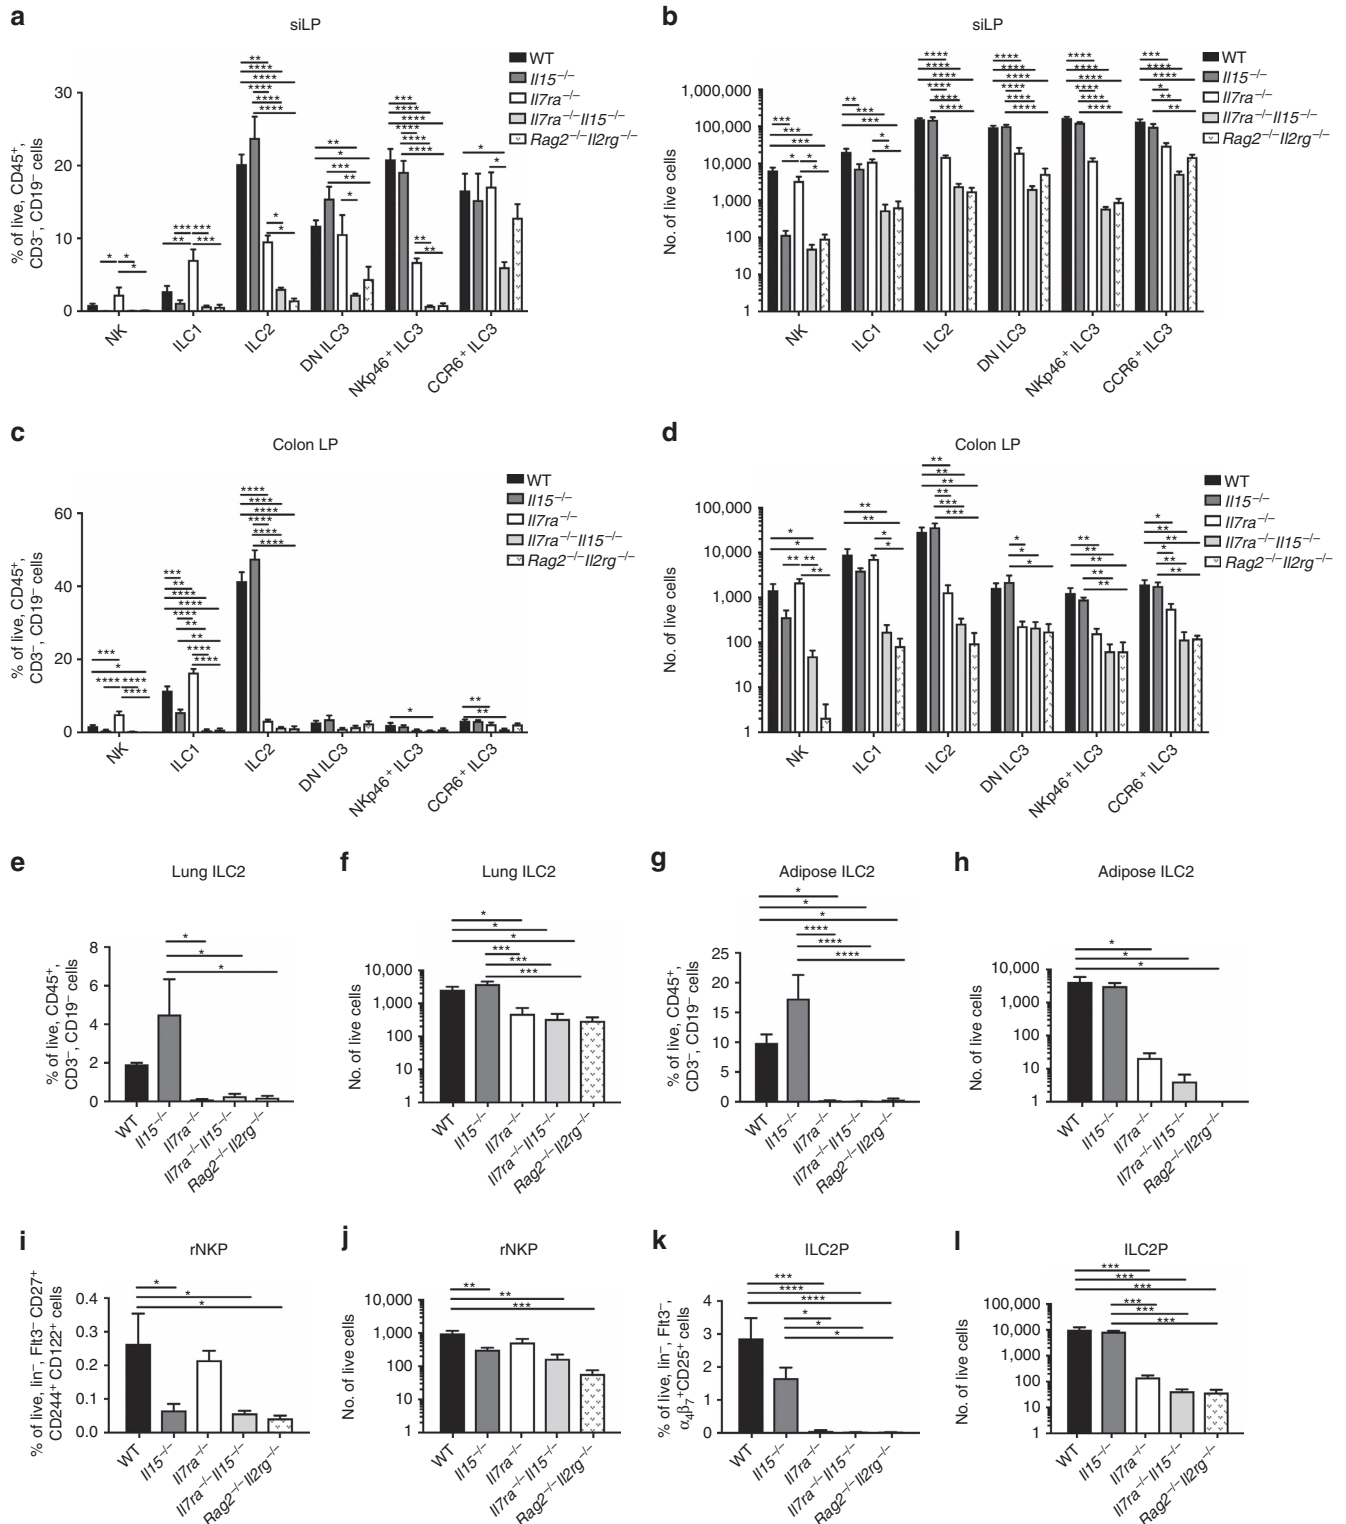 a
siLP
% of live, CD45⁺,
CD3⁻, CD19⁻ cells
30
20
10
0
NK
ILC1
ILC2
DN ILC3
NKp46⁺ ILC3
CCR6⁺ ILC3
WT
Il15⁻/⁻
Il7ra⁻/⁻
Il7ra⁻/⁻Il15⁻/⁻
Rag2⁻/⁻Il2rg⁻/⁻
b
siLP
No. of live cells
1,000,000
100,000
10,000
1,000
100
10
1
NK
ILC1
ILC2
DN ILC3
NKp46⁺ ILC3
CCR6⁺ ILC3
WT
Il15⁻/⁻
Il7ra⁻/⁻
Il7ra⁻/⁻Il15⁻/⁻
Rag2⁻/⁻Il2rg⁻/⁻
c
Colon LP
% of live, CD45⁺,
CD3⁻, CD19⁻ cells
60
40
20
0
NK
ILC1
ILC2
DN ILC3
NKp46⁺ ILC3
CCR6⁺ ILC3
WT
Il15⁻/⁻
Il7ra⁻/⁻
Il7ra⁻/⁻Il15⁻/⁻
Rag2⁻/⁻Il2rg⁻/⁻
d
Colon LP
No. of live cells
100,000
10,000
1,000
100
10
1
NK
ILC1
ILC2
DN ILC3
NKp46⁺ ILC3
CCR6⁺ ILC3
WT
Il15⁻/⁻
Il7ra⁻/⁻
Il7ra⁻/⁻Il15⁻/⁻
Rag2⁻/⁻Il2rg⁻/⁻
e
Lung ILC2
% of live, CD45⁺,
CD3⁻, CD19⁻ cells
8
6
4
2
0
WT
Il15⁻/⁻
Il7ra⁻/⁻
Il7ra⁻/⁻Il15⁻/⁻
Rag2⁻/⁻Il2rg⁻/⁻
f
Lung ILC2
No. of live cells
10,000
1,000
100
10
1
WT
Il15⁻/⁻
Il7ra⁻/⁻
Il7ra⁻/⁻Il15⁻/⁻
Rag2⁻/⁻Il2rg⁻/⁻
g
Adipose ILC2
% of live, CD45⁺,
CD3⁻, CD19⁻ cells
25
20
15
10
5
0
WT
Il15⁻/⁻
Il7ra⁻/⁻
Il7ra⁻/⁻Il15⁻/⁻
Rag2⁻/⁻Il2rg⁻/⁻
h
Adipose ILC2
No. of live cells
10,000
1,000
100
10
1
WT
Il15⁻/⁻
Il7ra⁻/⁻
Il7ra⁻/⁻Il15⁻/⁻
Rag2⁻/⁻Il2rg⁻/⁻
i
rNKP
% of live, lin⁻, Flt3⁻ CD27⁺
CD244⁺ CD122⁺ cells
0.4
0.3
0.2
0.1
0.0
WT
Il15⁻/⁻
Il7ra⁻/⁻
Il7ra⁻/⁻Il15⁻/⁻
Rag2⁻/⁻Il2rg⁻/⁻
j
rNKP
No. of live cells
10,000
1,000
100
10
1
WT
Il15⁻/⁻
Il7ra⁻/⁻
Il7ra⁻/⁻Il15⁻/⁻
Rag2⁻/⁻Il2rg⁻/⁻
k
ILC2P
% of live, lin⁻, Flt3⁻,
α₄β₇⁺CD25⁺ cells
4
3
2
1
0
WT
Il15⁻/⁻
Il7ra⁻/⁻
Il7ra⁻/⁻Il15⁻/⁻
Rag2⁻/⁻Il2rg⁻/⁻
l
ILC2P
No. of live cells
100,000
10,000
1,000
100
10
1
WT
Il15⁻/⁻
Il7ra⁻/⁻
Il7ra⁻/⁻Il15⁻/⁻
Rag2⁻/⁻Il2rg⁻/⁻